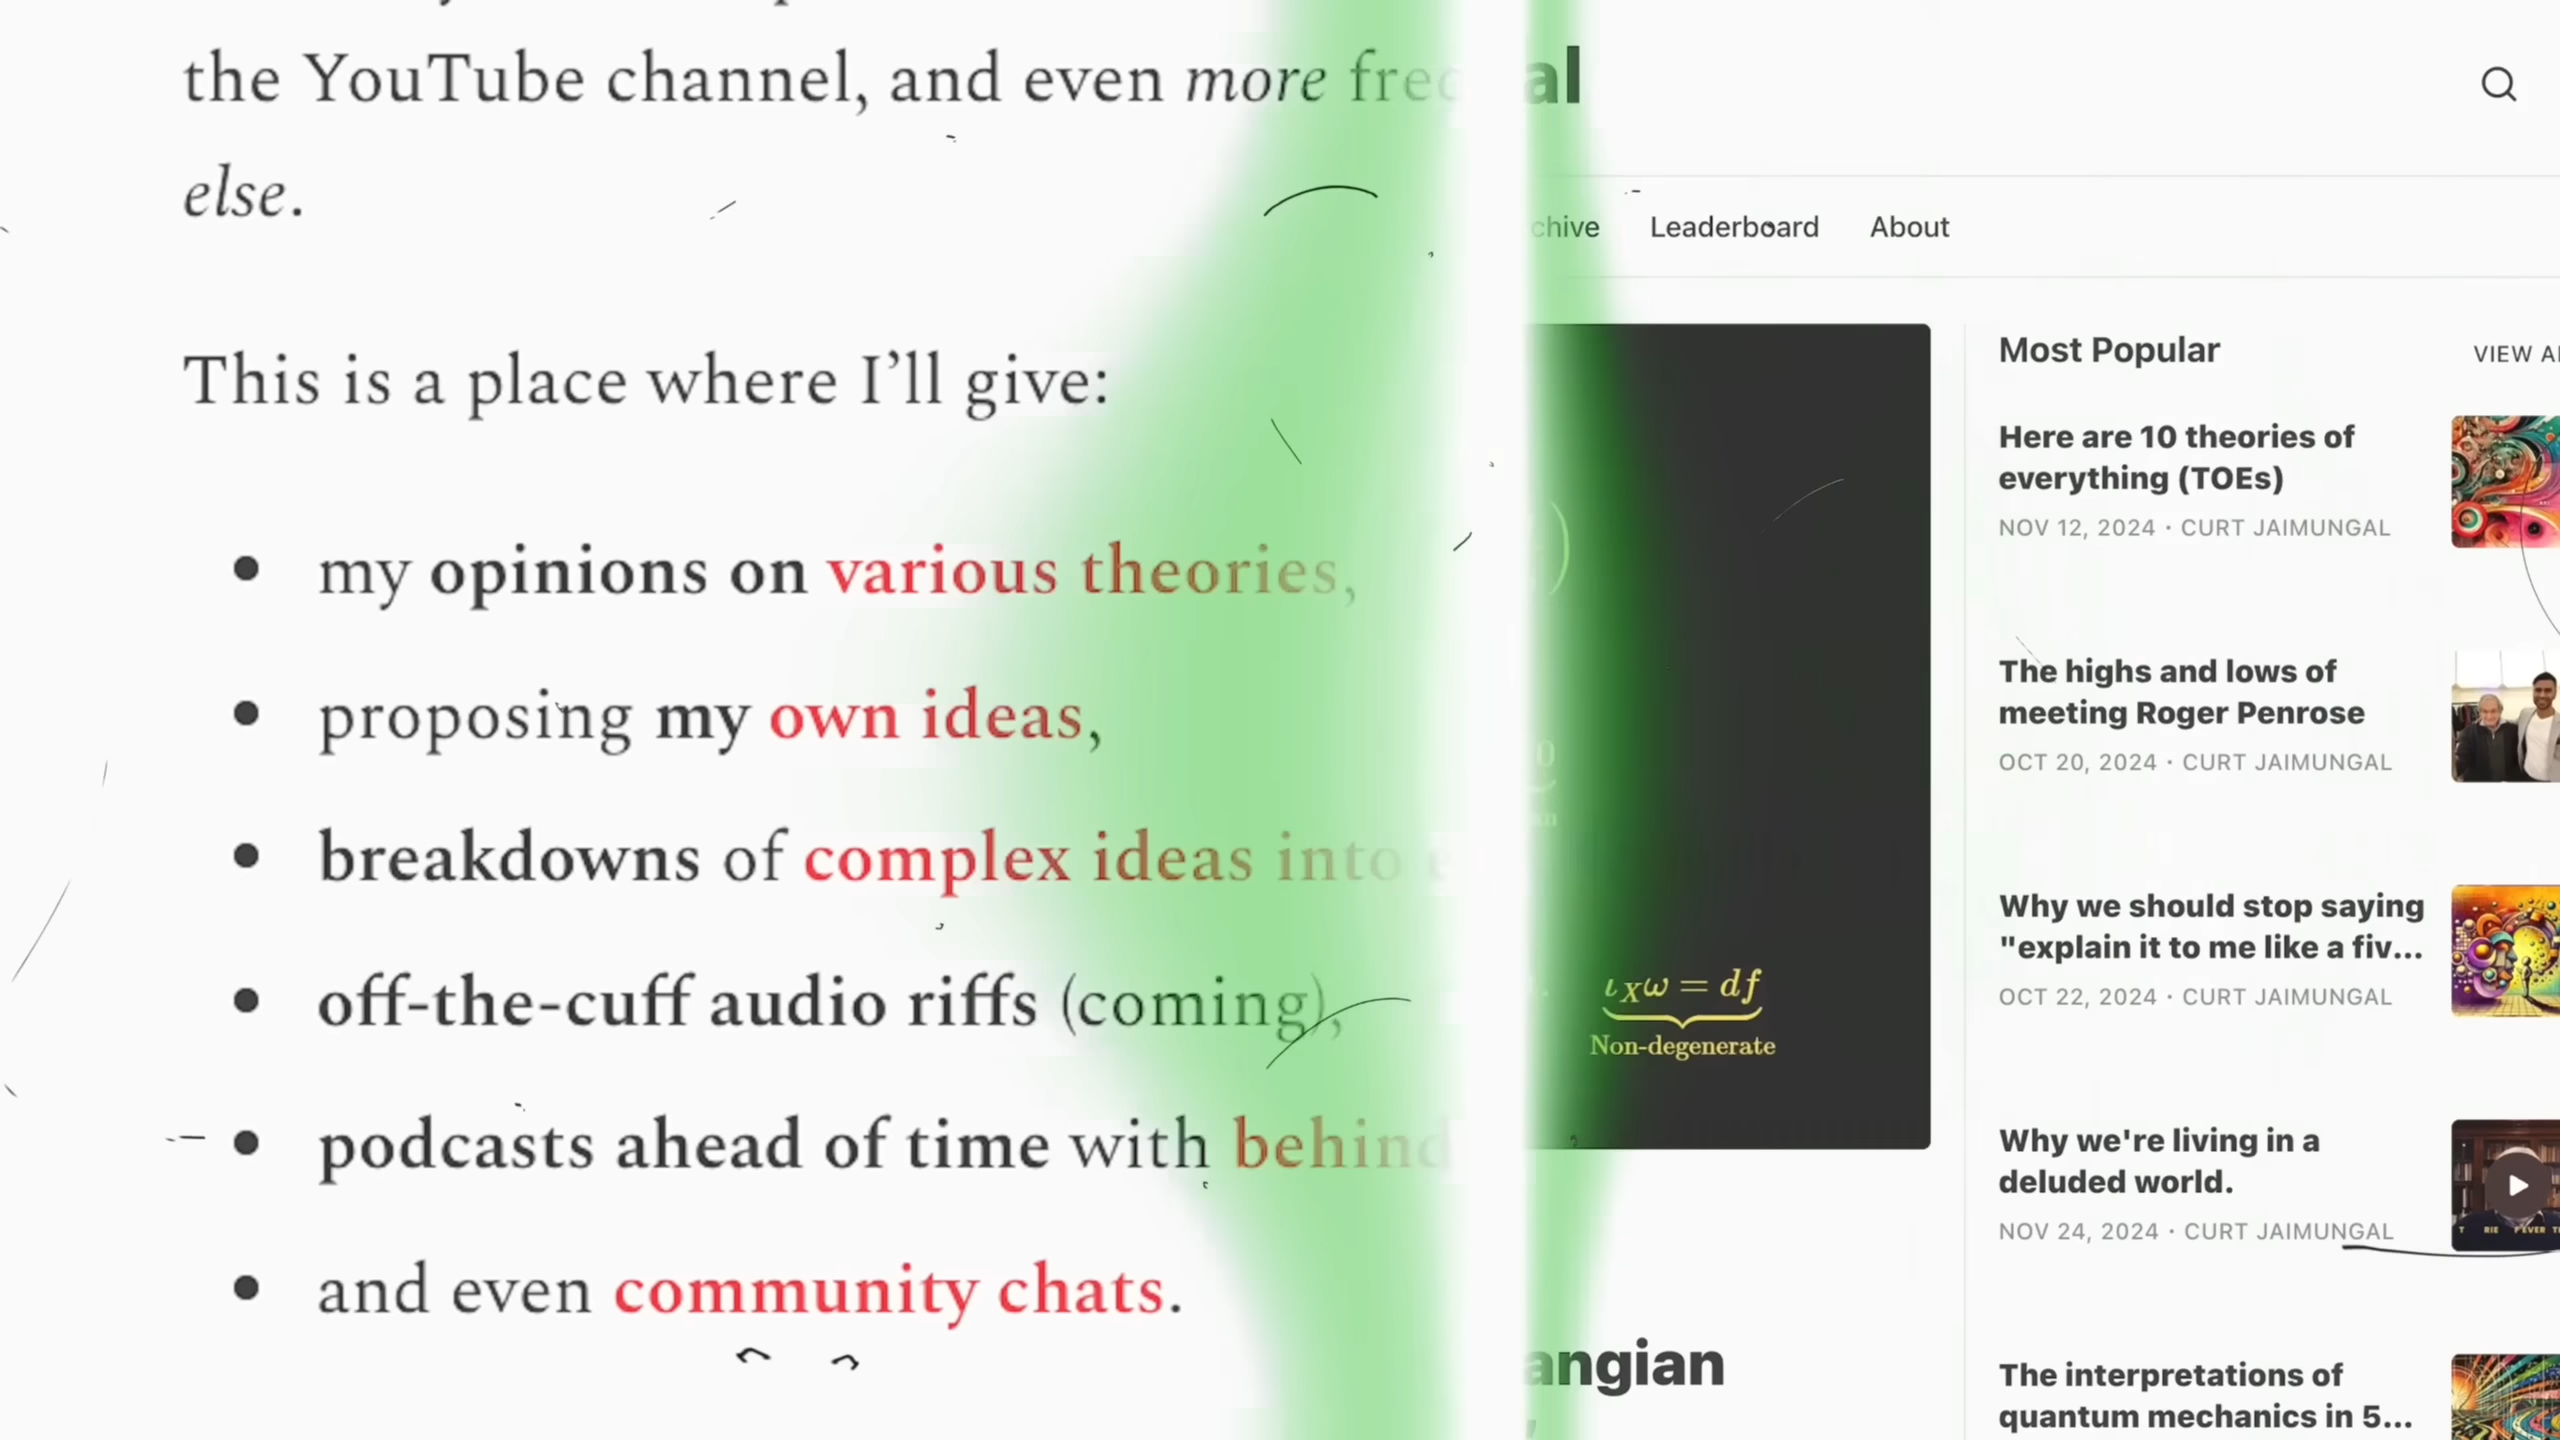 the YouTube channel, and even more
else.
This is a place where I’ll give:
• my opinions on various theories,
• proposing my own ideas,
• breakdowns of complex ideas into
• off-the-cuff audio riffs (coming),
• podcasts ahead of time with behind
• and even community chats.
al
chive Leaderboard About
ιXω = df
Non-degenerate
angian
Most Popular
VIEW A
Here are 10 theories of
everything (TOEs)
NOV 12, 2024 · CURT JAIMUNGAL
The highs and lows of
meeting Roger Penrose
OCT 20, 2024 · CURT JAIMUNGAL
Why we should stop saying
"explain it to me like a fiv...
OCT 22, 2024 · CURT JAIMUNGAL
Why we're living in a
deluded world.
NOV 24, 2024 · CURT JAIMUNGAL
The interpretations of
quantum mechanics in 5...